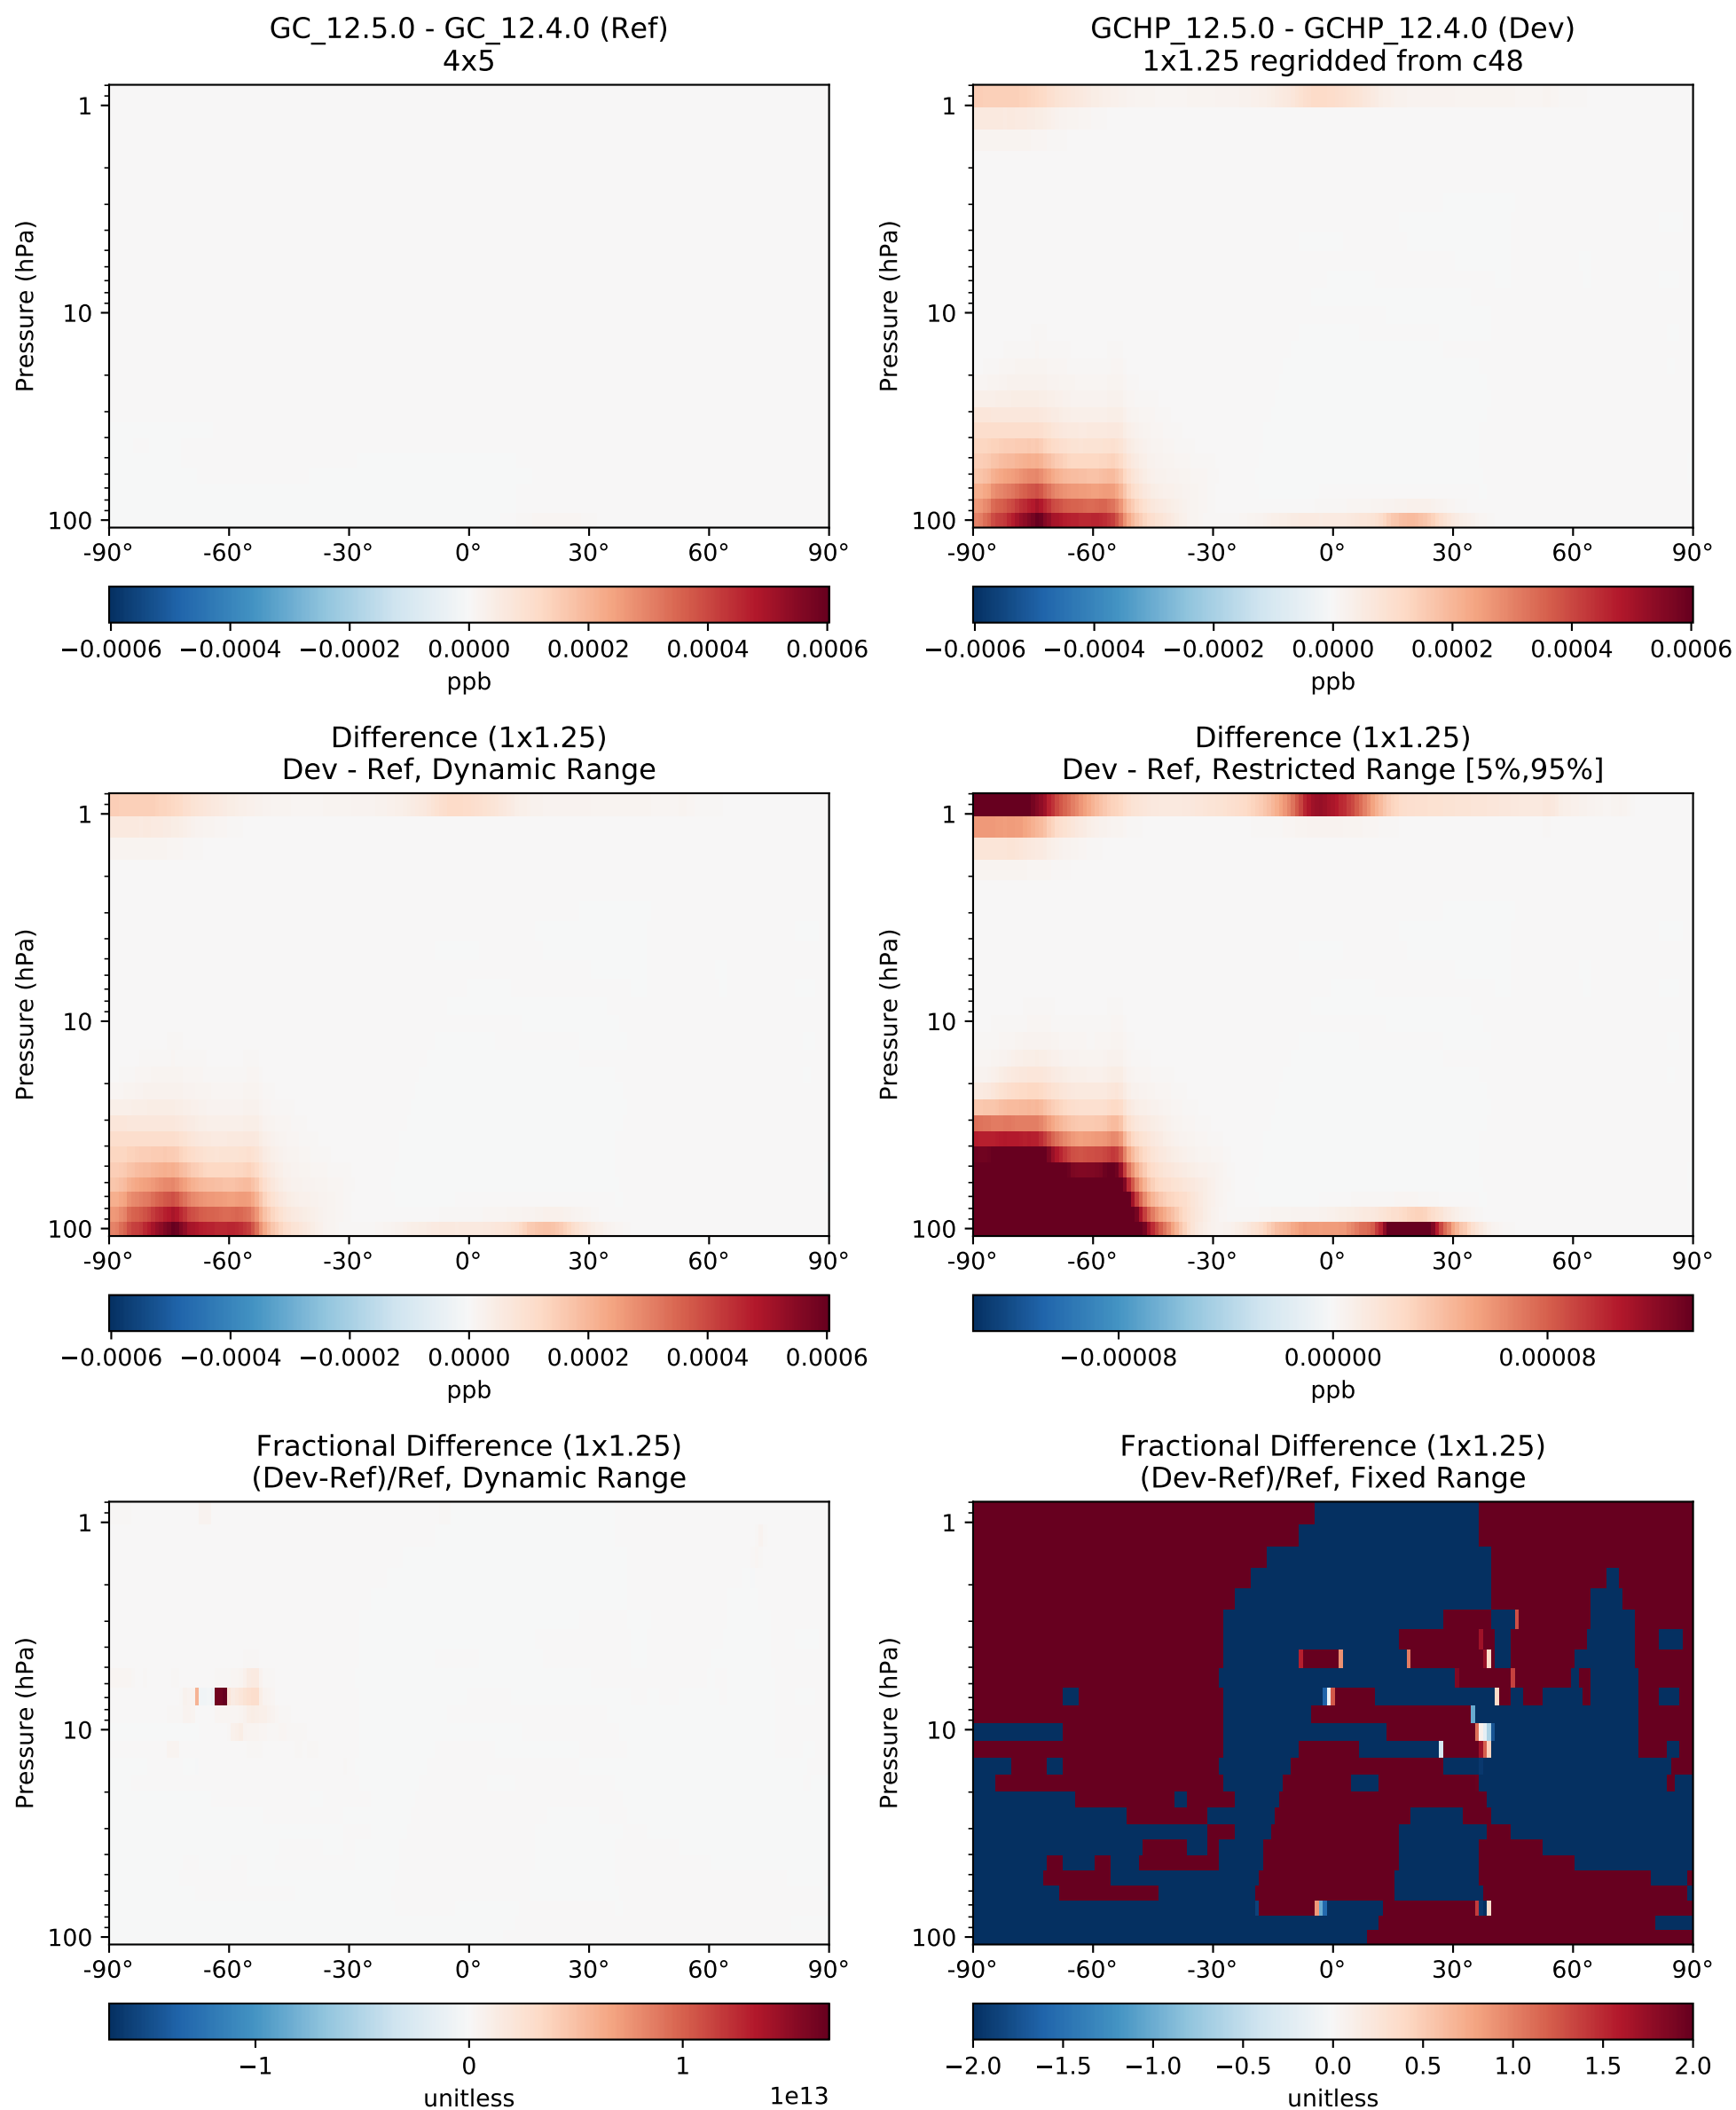 GC_12.5.0 - GC_12.4.0 (Ref)
4x5
Pressure (hPa)
1
10
100
-90° -60° -30° 0° 30° 60° 90°
−0.0006 −0.0004 −0.0002 0.0000 0.0002 0.0004 0.0006
ppb
GCHP_12.5.0 - GCHP_12.4.0 (Dev)
1x1.25 regridded from c48
Pressure (hPa)
1
10
100
-90° -60° -30° 0° 30° 60° 90°
−0.0006 −0.0004 −0.0002 0.0000 0.0002 0.0004 0.0006
ppb
Difference (1x1.25)
Dev - Ref, Dynamic Range
Pressure (hPa)
1
10
100
-90° -60° -30° 0° 30° 60° 90°
−0.0006 −0.0004 −0.0002 0.0000 0.0002 0.0004 0.0006
ppb
Difference (1x1.25)
Dev - Ref, Restricted Range [5%,95%]
Pressure (hPa)
1
10
100
-90° -60° -30° 0° 30° 60° 90°
−0.00008 0.00000 0.00008
ppb
Fractional Difference (1x1.25)
(Dev-Ref)/Ref, Dynamic Range
Pressure (hPa)
1
10
100
-90° -60° -30° 0° 30° 60° 90°
−1 0 1
unitless 1e13
Fractional Difference (1x1.25)
(Dev-Ref)/Ref, Fixed Range
Pressure (hPa)
1
10
100
-90° -60° -30° 0° 30° 60° 90°
−2.0 −1.5 −1.0 −0.5 0.0 0.5 1.0 1.5 2.0
unitless